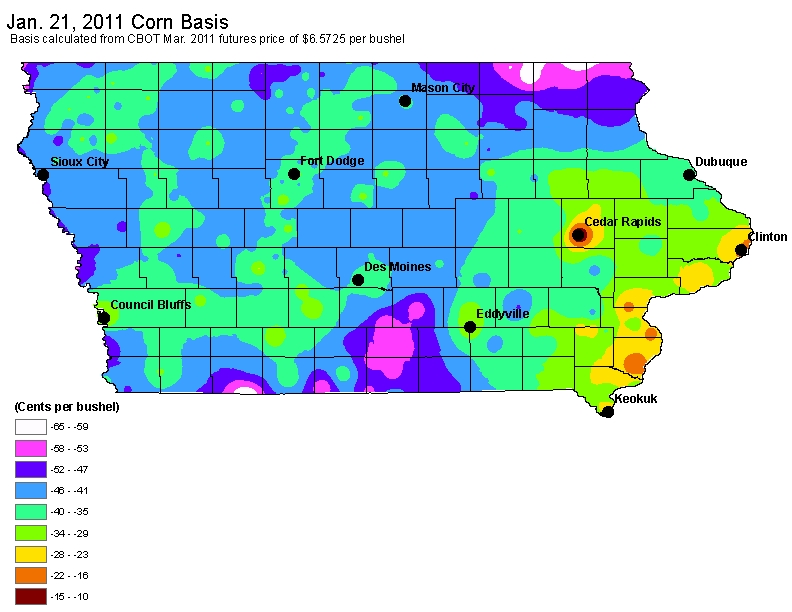 Jan. 21, 2011 Corn Basis
Basis calculated from CBOT Mar. 2011 futures price of $6.5725 per bushel
Mason City
Sioux City
Fort Dodge
Dubuque
Cedar Rapids
Clinton
Des Moines
Council Bluffs
Eddyville
Keokuk
(Cents per bushel)
-65 - -59
-58 - -53
-52 - -47
-46 - -41
-40 - -35
-34 - -29
-28 - -23
-22 - -16
-15 - -10